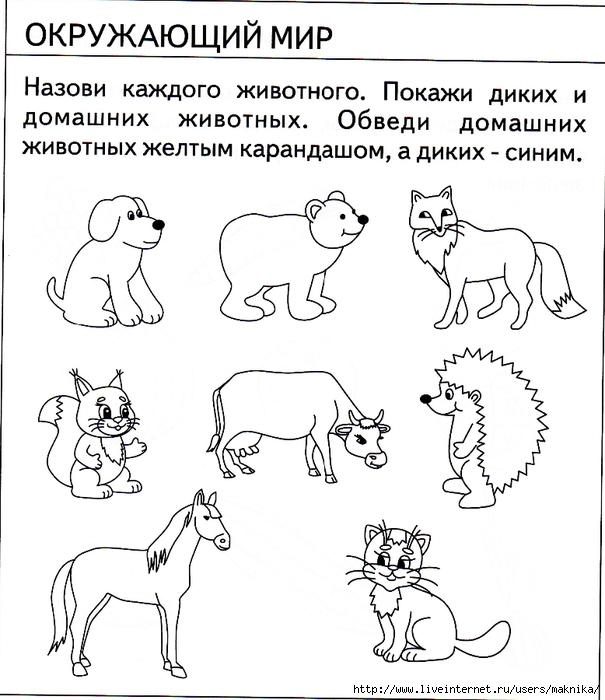 ОКРУЖАЮЩИЙ МИР
Назови каждого животного. Покажи диких и
домашних животных. Обведи домашних
животных желтым карандашом, а диких - синим.
http://www.liveinternet.ru/users/maknika/